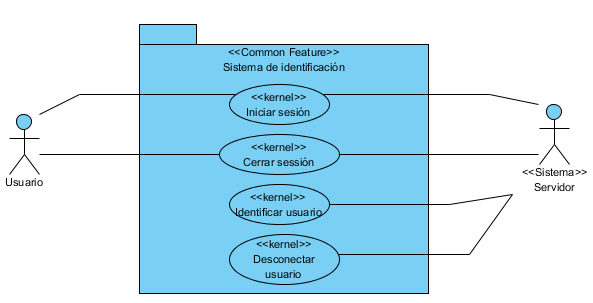 <<Common Feature>>
Sistema de identificación
<<kernel>>
Iniciar sesión
<<kernel>>
Cerrar sessión
Usuario
<<Sistema>>
Servidor
<<kernel>>
Identificar usuario
<<kernel>>
Desconectar
usuario